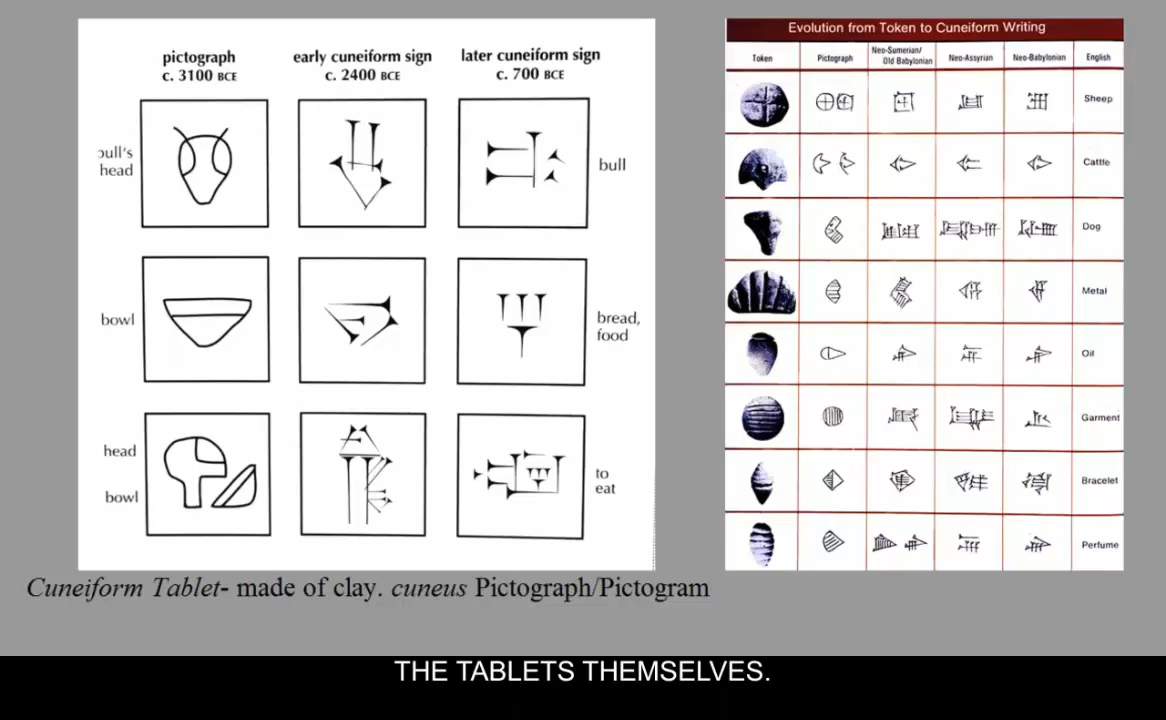 pictograph
c. 3100 BCE
early cuneiform sign
c. 2400 BCE
later cuneiform sign
c. 700 BCE
bull's
head
bull
bowl
bread,
food
head
bowl
to
eat
Evolution from Token to Cuneiform Writing
Token
Pictograph
Neo-Sumerian/
Old Babylonian
Neo-Assyrian
Neo-Babylonian
English
Sheep
Cattle
Dog
Metal
Oil
Garment
Bracelet
Perfume
Cuneiform Tablet- made of clay. cuneus Pictograph/Pictogram
THE TABLETS THEMSELVES.